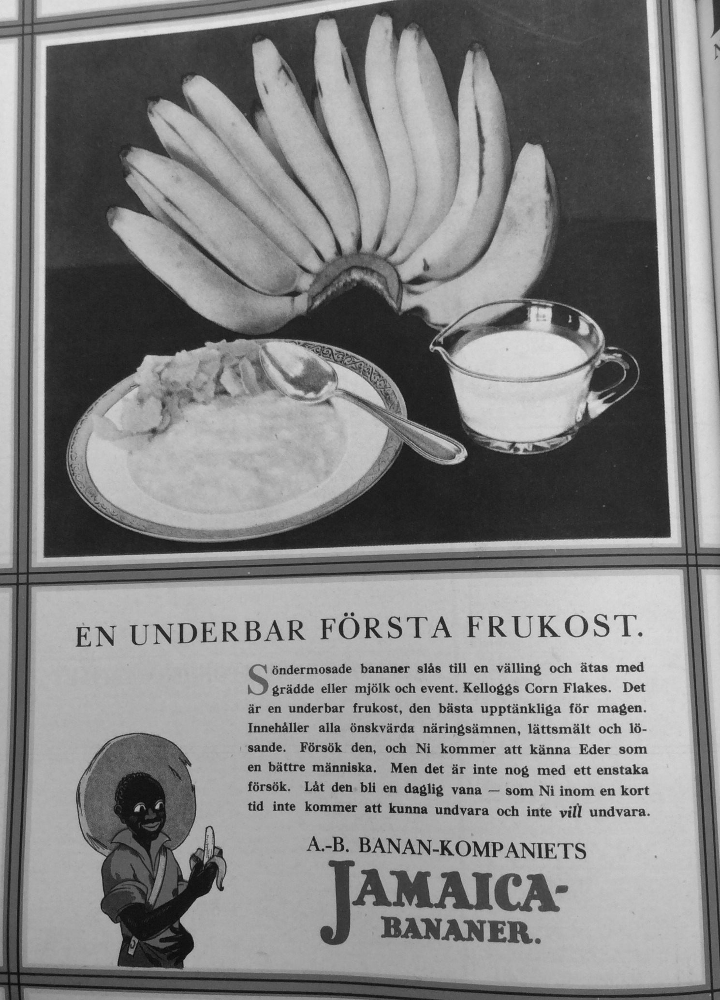 EN UNDERBAR FÖRSTA FRUKOST.
Söndermosade bananer slås till en välling och ätas med
grädde eller mjölk och event. Kelloggs Corn Flakes. Det
är en underbar frukost, den bästa upptänkliga för magen.
Innehåller alla önskvärda näringsämnen, lättsmält och lö-
sande. Försök den, och Ni kommer att känna Eder som
en bättre människa. Men det är inte nog med ett enstaka
försök. Låt den bli en daglig vana — som Ni inom en kort
tid inte kommer att kunna undvara och inte vill undvara.
A.-B. BANAN-KOMPANIETS
JAMAICA-
BANANER.